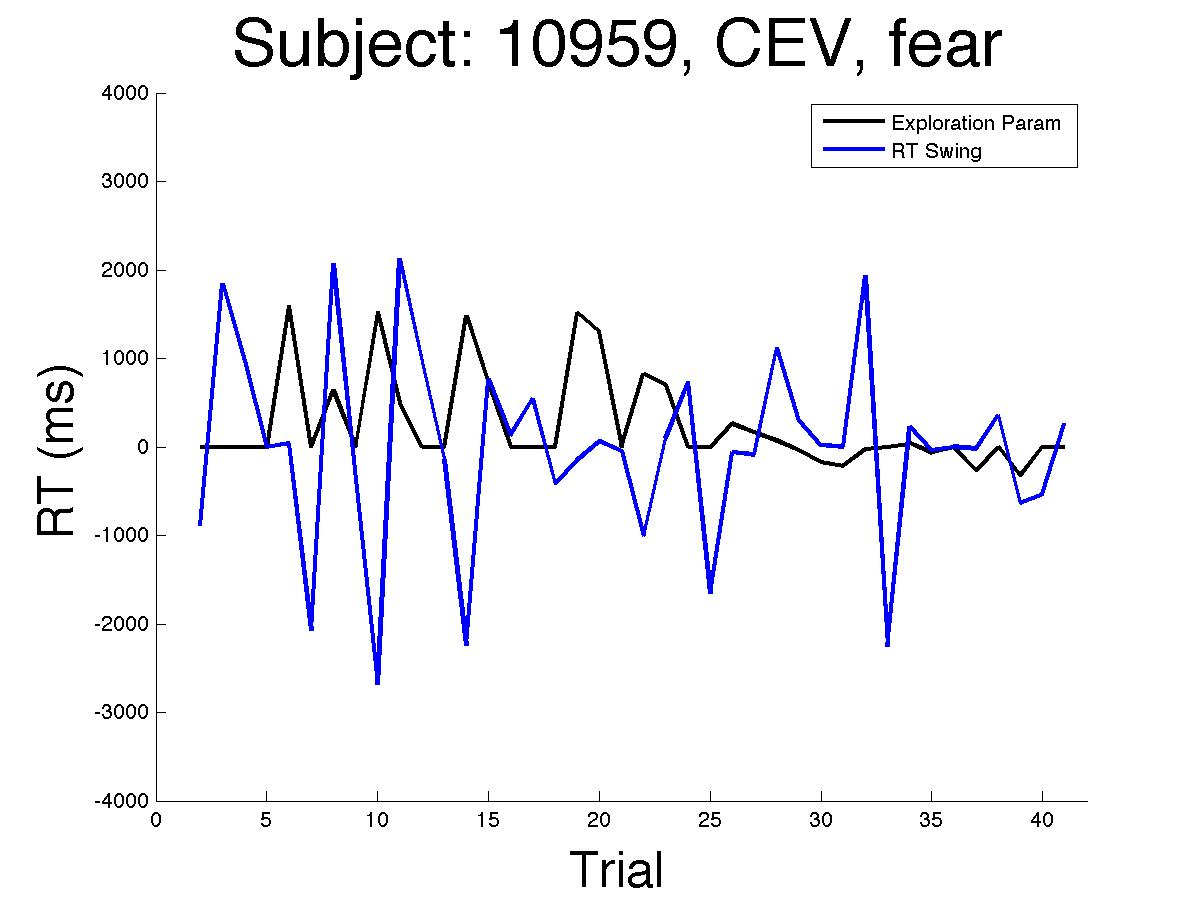 Subject: 10959, CEV, fear
Exploration Param
RT Swing
4000
3000
2000
1000
0
-1000
-2000
-3000
-4000
RT (ms)
0 5 10 15 20 25 30 35 40
Trial